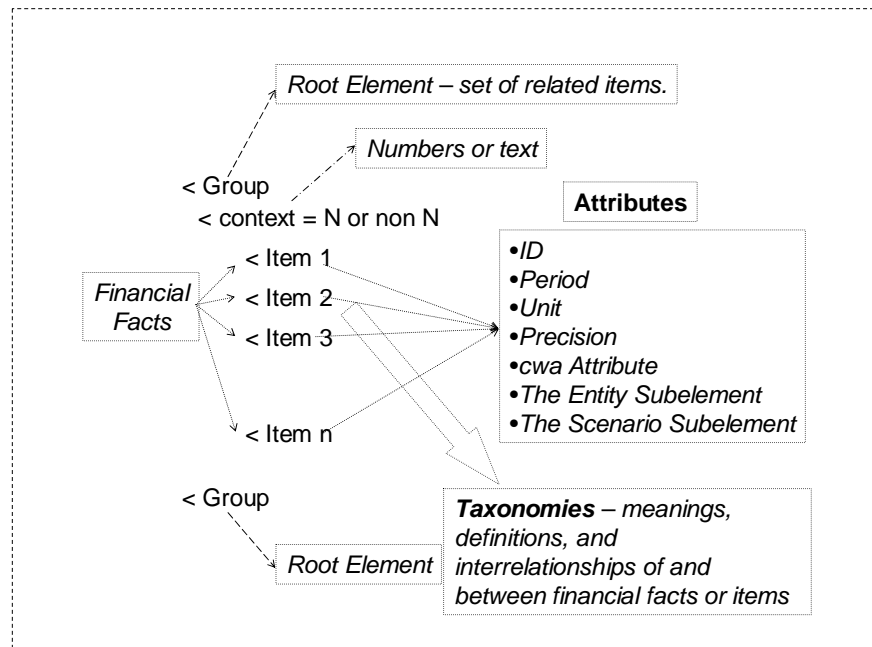 Root Element – set of related items.
Numbers or text
< Group
< context = N or non N
Attributes
< Item 1
< Item 2
< Item 3
< Item n
Financial
Facts
•ID
•Period
•Unit
•Precision
•cwa Attribute
•The Entity Subelement
•The Scenario Subelement
< Group
Root Element
Taxonomies – meanings,
definitions, and
interrelationships of and
between financial facts or items